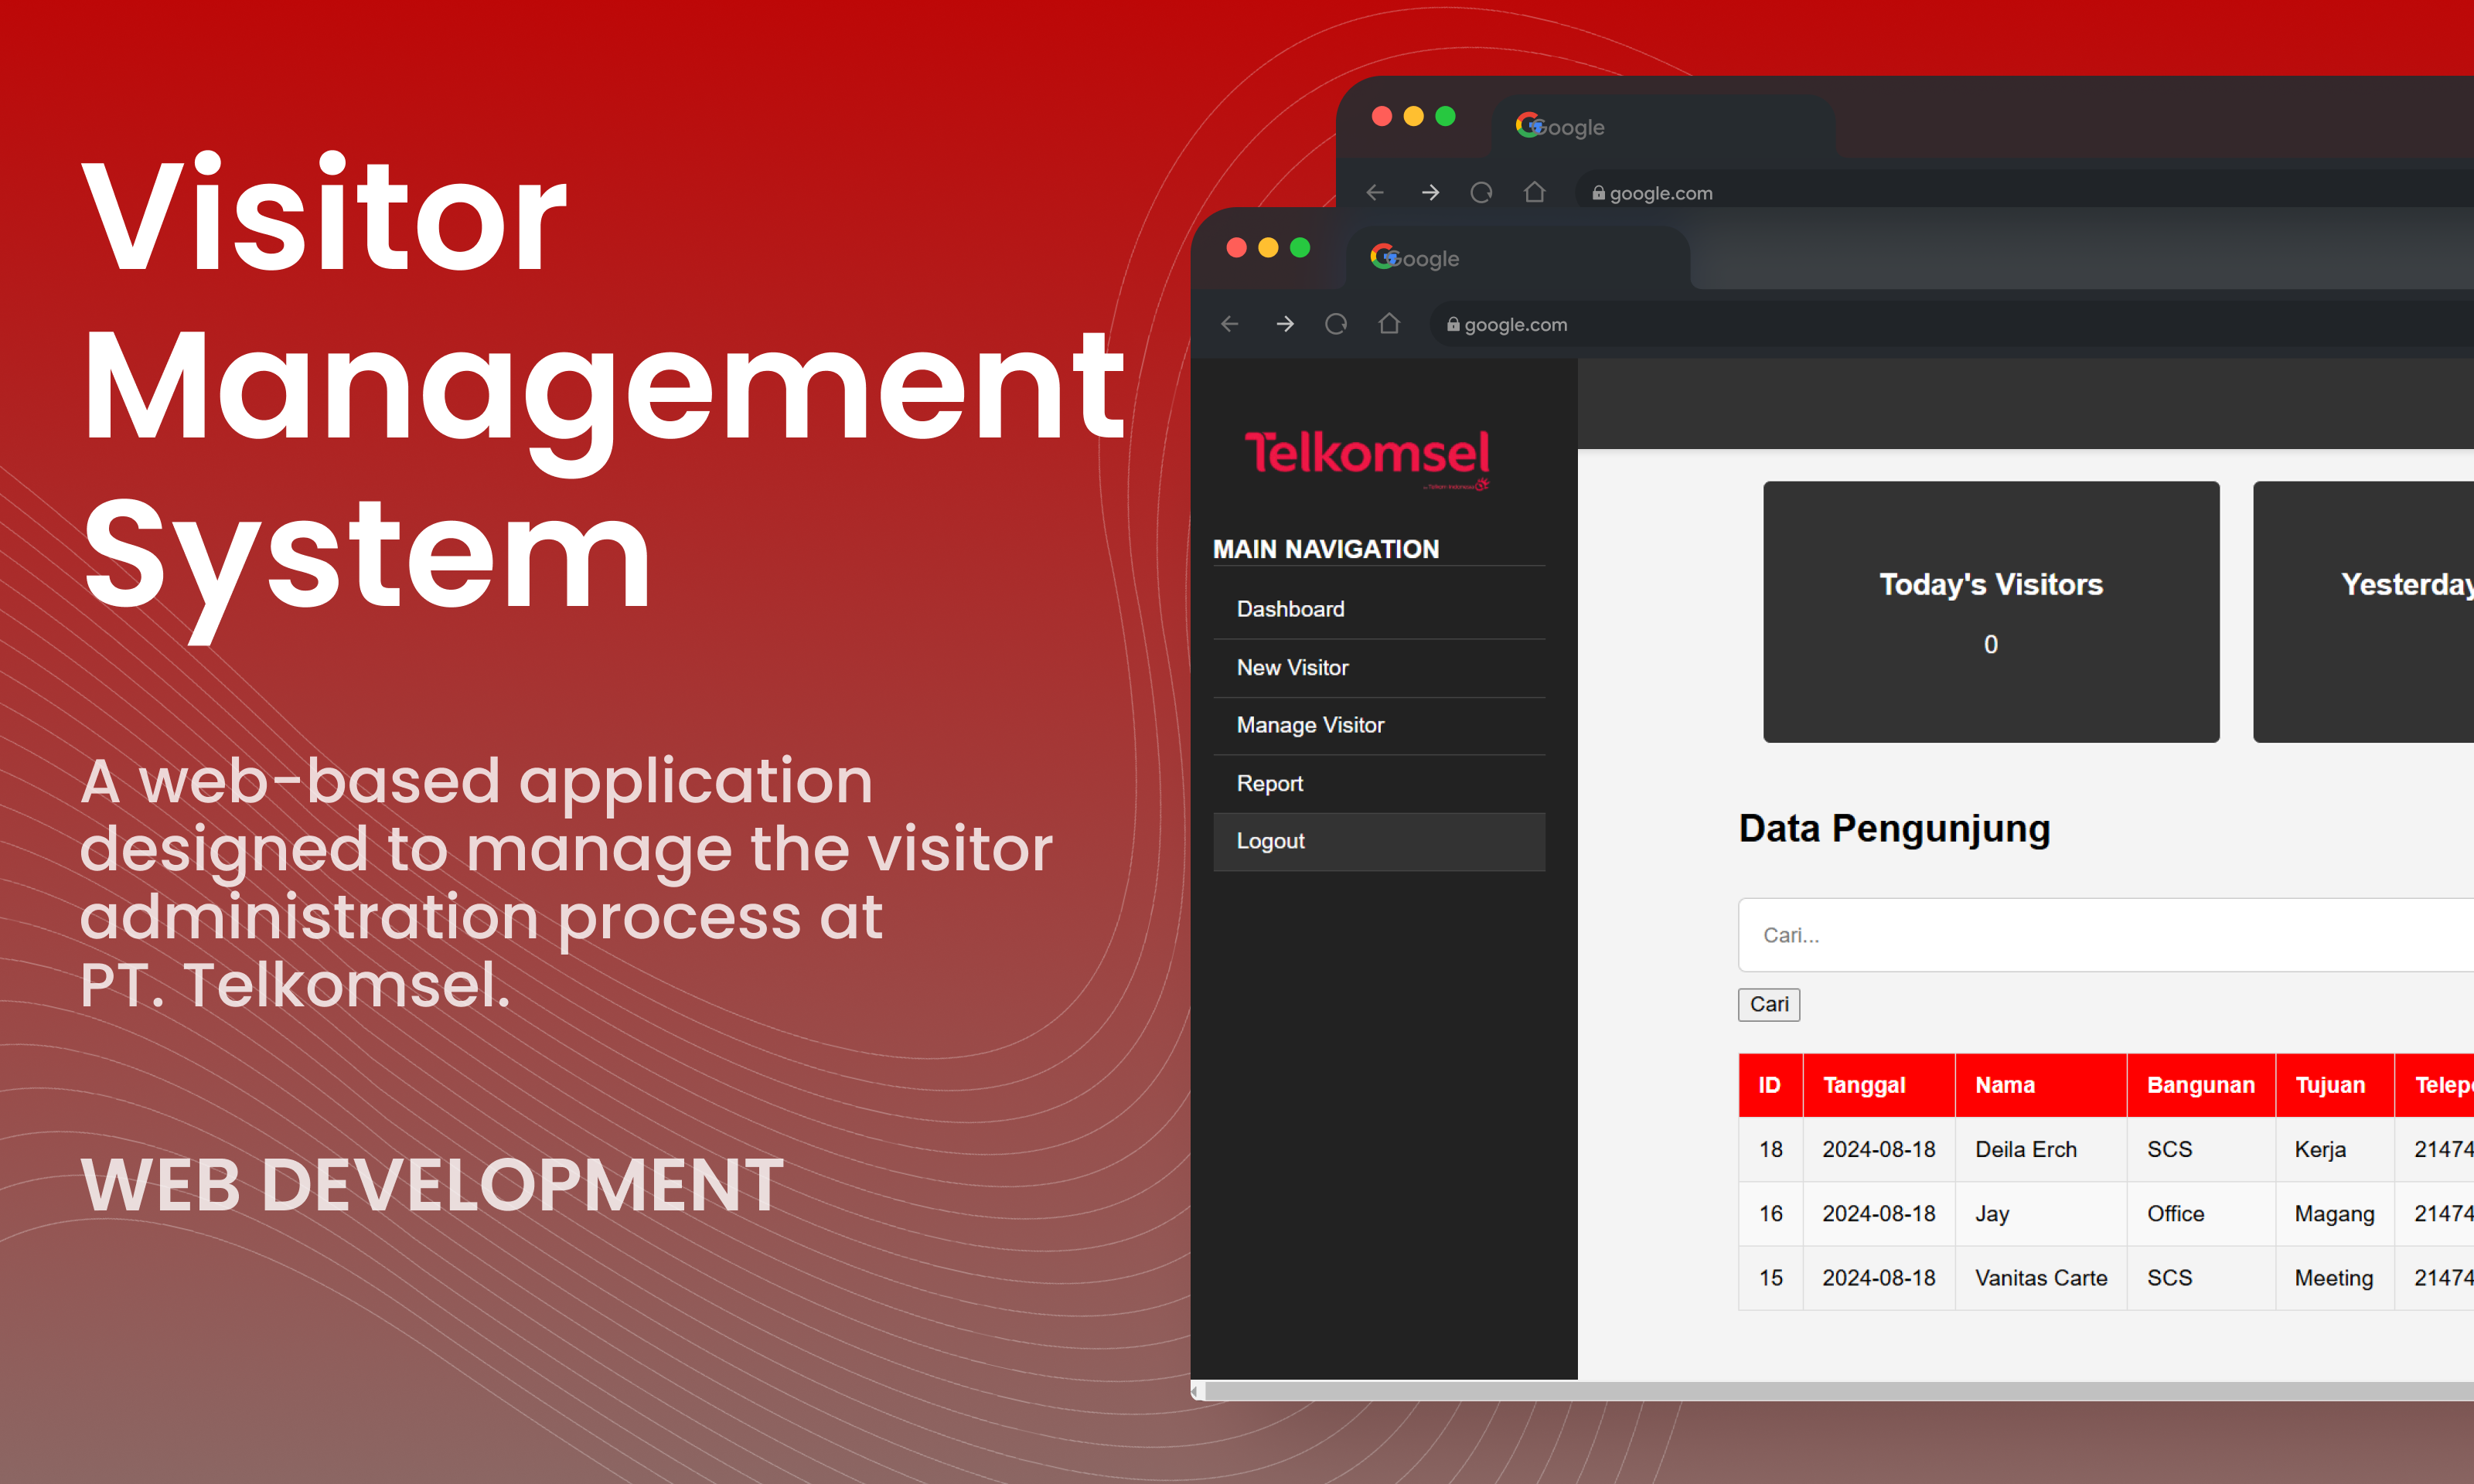 Visitor
Management
System
A web-based application
designed to manage the visitor
administration process at
PT. Telkomsel.
WEB DEVELOPMENT
Google
google.com
Google
google.com
Telkomsel
by Telkom Indonesia
MAIN NAVIGATION
Dashboard
New Visitor
Manage Visitor
Report
Logout
Today's Visitors
0
Yesterday
Data Pengunjung
Cari...
Cari
ID Tanggal Nama Bangunan Tujuan Telep
18 2024-08-18 Deila Erch SCS Kerja 21474
16 2024-08-18 Jay Office Magang 21474
15 2024-08-18 Vanitas Carte SCS Meeting 21474